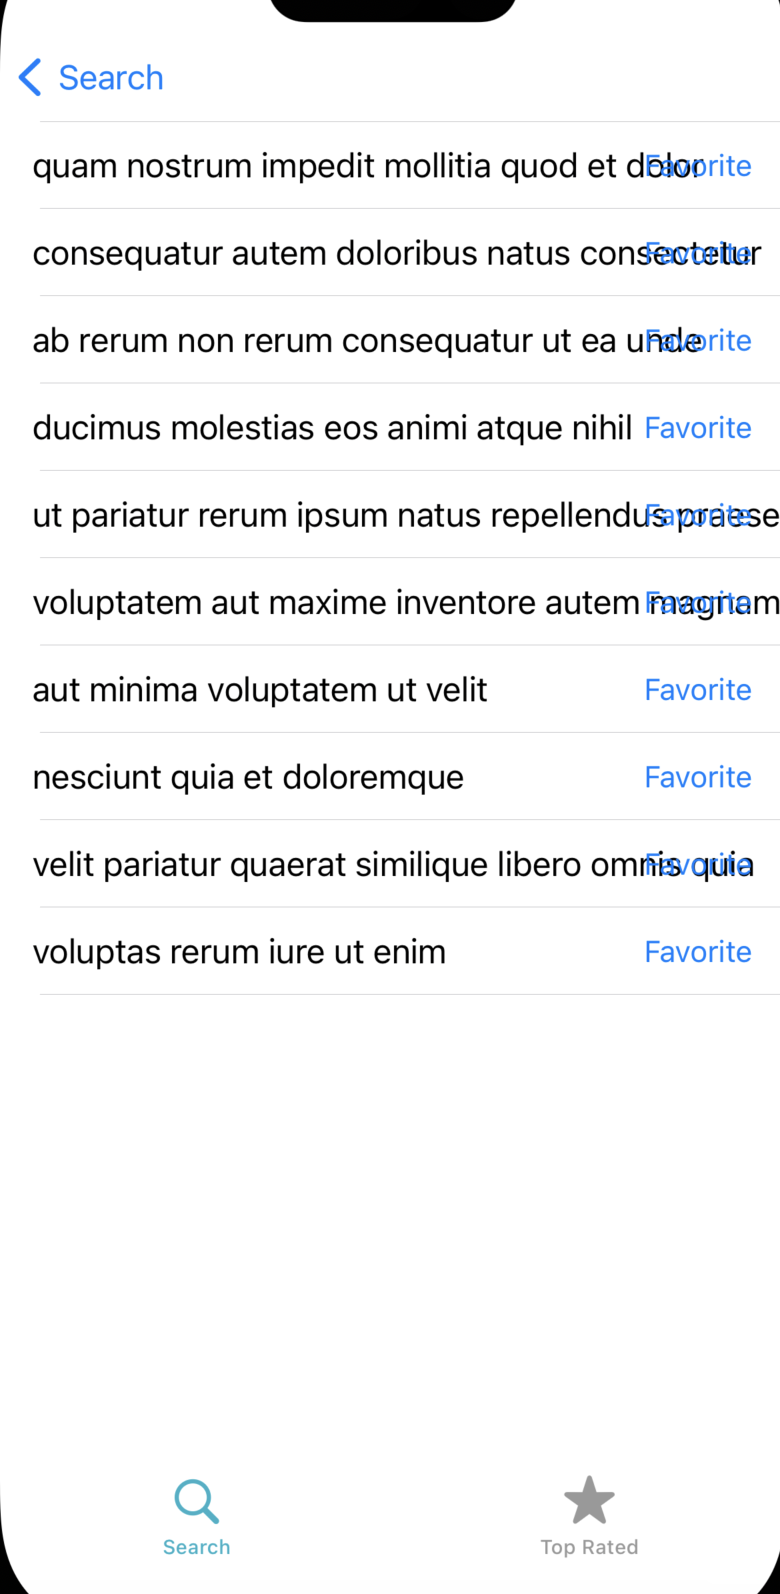 Search
quam nostrum impedit mollitia quod et dolor Favorite
consequatur autem doloribus natus consectetur Favorite
ab rerum non rerum consequatur ut ea unde Favorite
ducimus molestias eos animi atque nihil Favorite
ut pariatur rerum ipsum natus repellendus praese Favorite
voluptatem aut maxime inventore autem magnam Favorite
aut minima voluptatem ut velit Favorite
nesciunt quia et doloremque Favorite
velit pariatur quaerat similique libero omnis quia Favorite
voluptas rerum iure ut enim Favorite
Search Top Rated